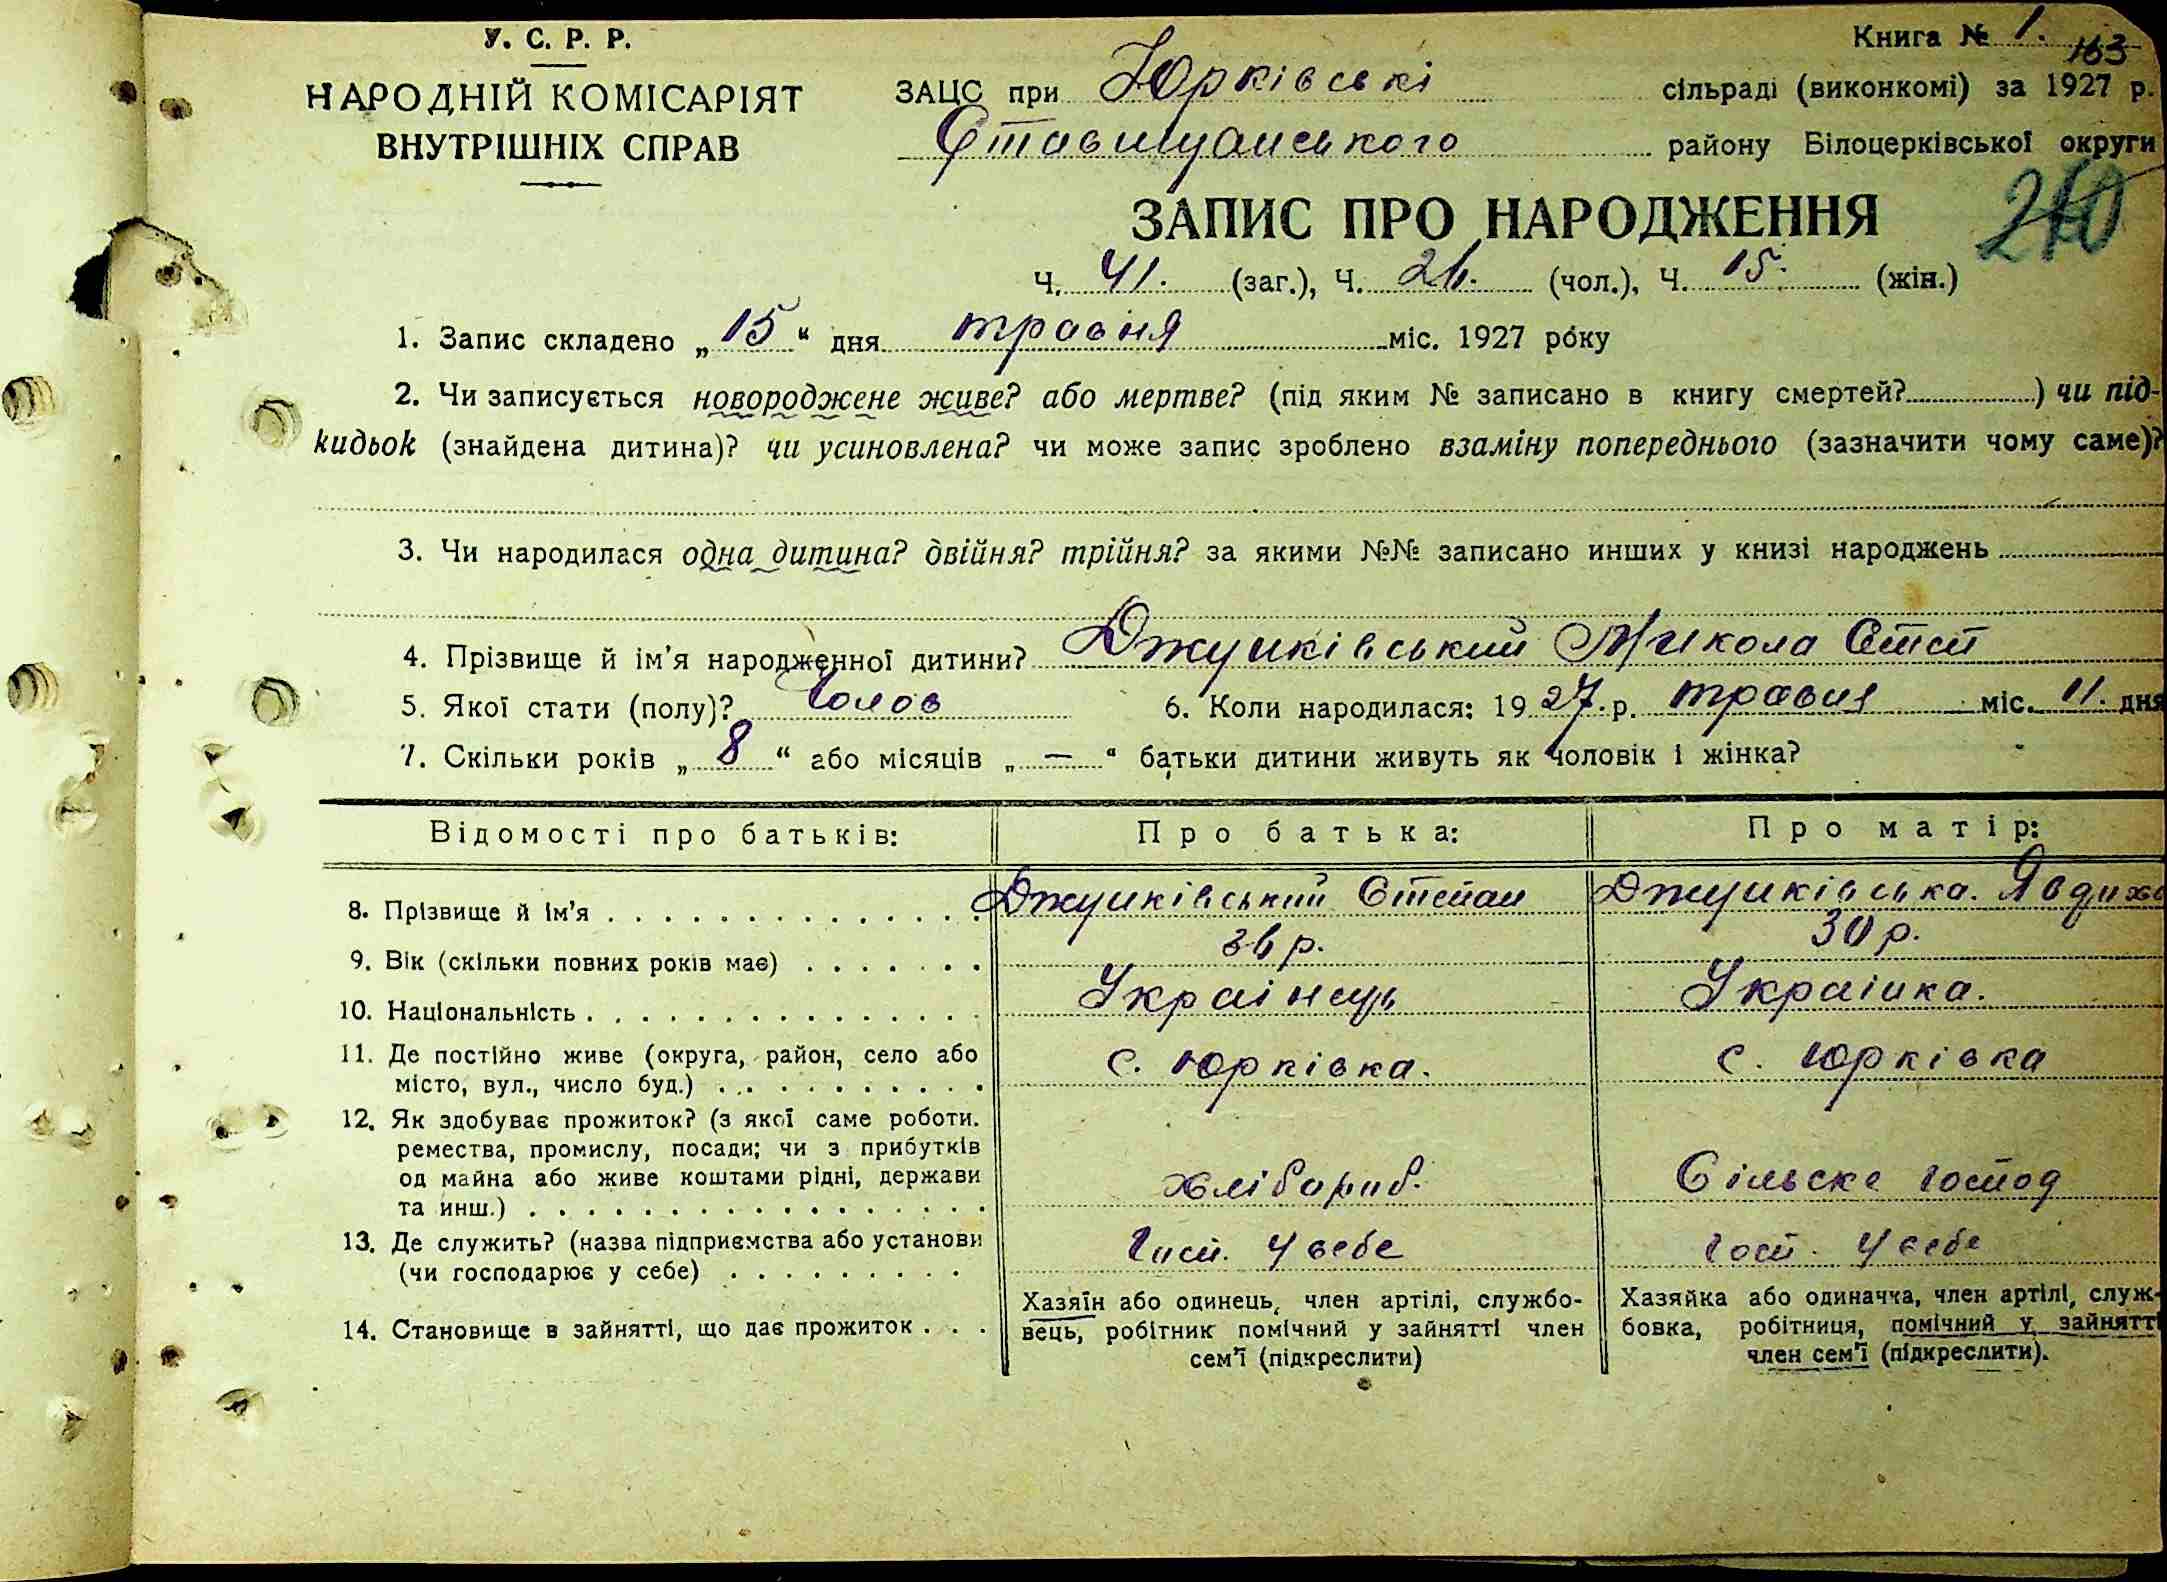 У. С. Р. Р.
НАРОДНІЙ КОМІСАРІЯТ
ВНУТРІШНІХ СПРАВ
Книга № 1.
163
ЗАЦС при Юрківські сільраді (виконкомі) за 1927 р.
Ставищанського району Білоцерківської округи
ЗАПИС ПРО НАРОДЖЕННЯ
Ч. 41. (заг.), Ч. 26. (чол.), Ч. 15. (жін.)
1. Запис складено „15“ дня травня міс. 1927 року
2. Чи записується новороджене живе? або мертве? (під яким № записано в книгу смертей?) чи під-
кидьок (знайдена дитина)? чи усиновлена? чи може запис зроблено взаміну попереднього (зазначити чому саме)?
3. Чи народилася одна дитина? двійня? трійня? за якими №№ записано инших у книзі народжень
4. Прізвище й ім'я народженної дитини? Джушківський Микола Степ
5. Якої стати (полу)? Чолов 6. Коли народилася: 1927.р. травня міс. 11. дня
7. Скільки років „8“ або місяців „—“ батьки дитини живуть як чоловік і жінка?
Відомості про батьків: Про батька: Про матір:
8. Прізвище й ім'я Джушківський Степан Джушківська. Явдиха
9. Вік (скільки повних років має) 36 р. 30 р.
10. Національність Украінець Украінка.
11. Де постійно живе (округа, район, село або
місто, вул., число буд.) с. Юрківка. с. Юрківка
12. Як здобуває прожиток? (з якої саме роботи.
ремества, промислу, посади; чи з прибутків
од майна або живе коштами рідні, держави
та инш.) хлібороб. Сільске господ
13. Де служить? (назва підприємства або установи
(чи господарює у себе) Госп. у себе госп. у себе
14. Становище в зайнятті, що дає прожиток
Хазяїн або одинець, член артілі, службо-
вець, робітник помічний у зайнятті член
сем'ї (підкреслити)
Хазяйка або одиначка, член артілі, служ-
бовка, робітниця, помічний у зайнятті
член сем'ї (підкреслити).